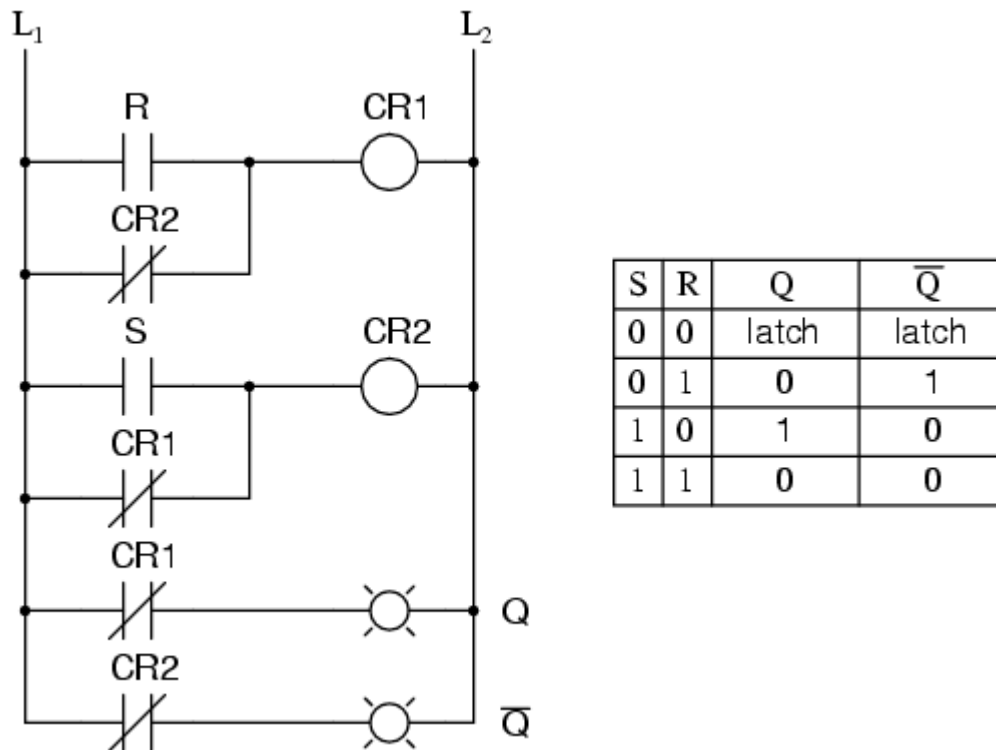 L₁ L₂
R CR1
CR2
S CR2
CR1
CR1
Q
CR2
Q̅
S R Q Q̅
0 0 latch latch
0 1 0 1
1 0 1 0
1 1 0 0